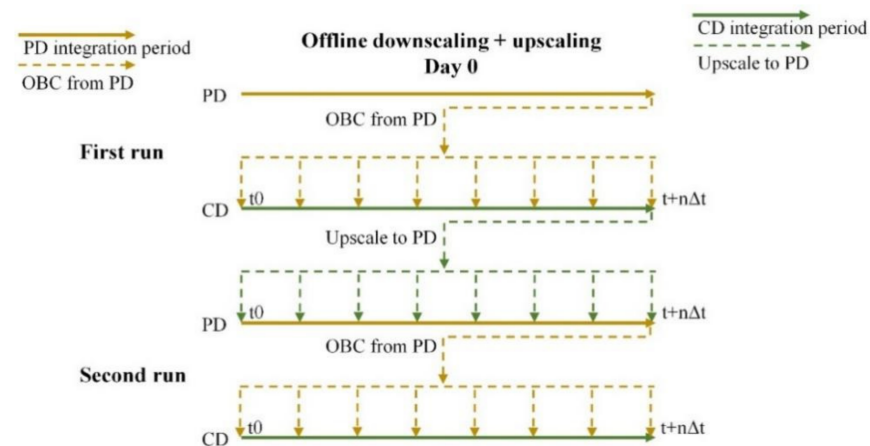 PD integration period
OBC from PD
Offline downscaling + upscaling
Day 0
CD integration period
Upscale to PD
PD
OBC from PD
First run
t0
t+nΔt
CD
Upscale to PD
t0
t+nΔt
PD
OBC from PD
Second run
t0
t+nΔt
CD